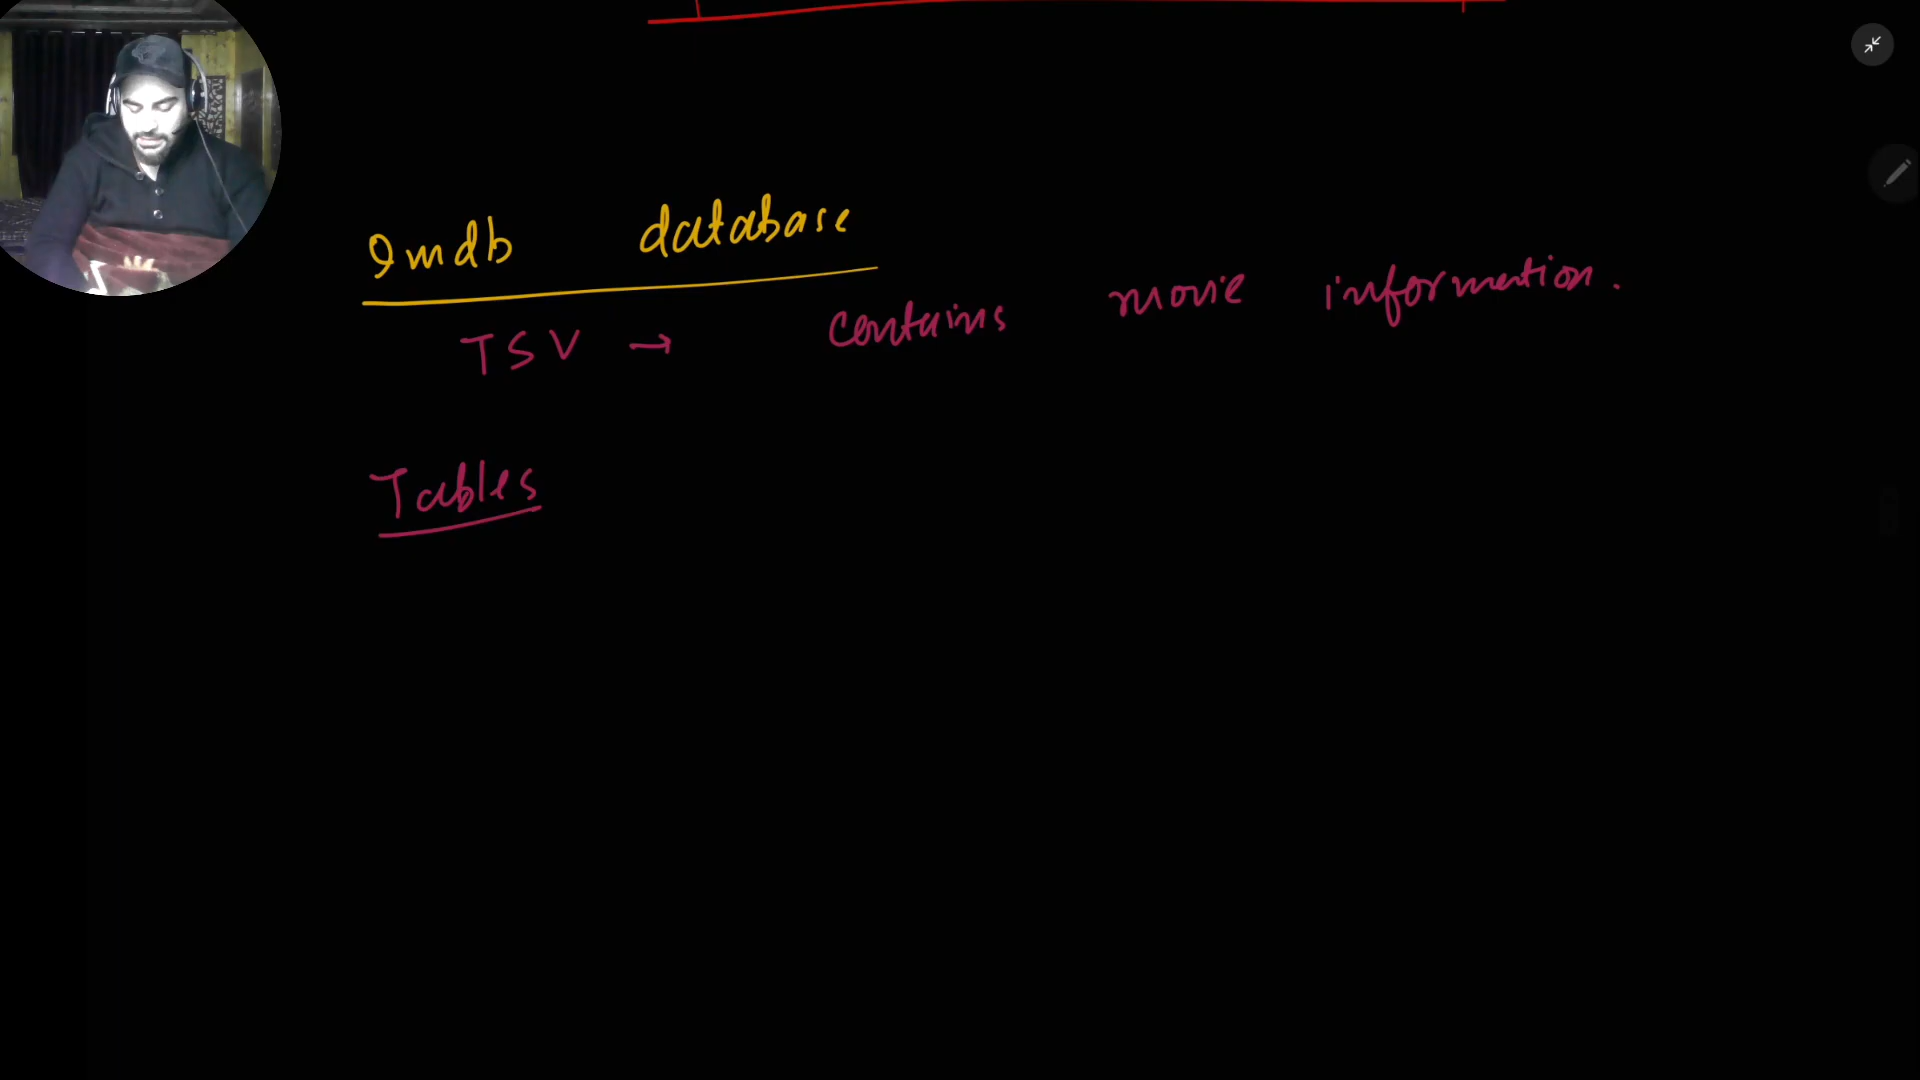 Imdb database
TSV → contains movie information.
Tables